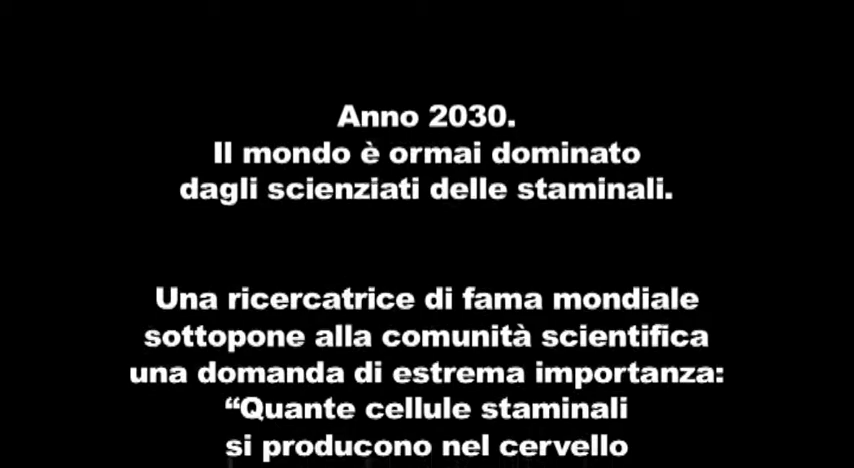 Anno 2030.
Il mondo è ormai dominato
dagli scienziati delle staminali.
Una ricercatrice di fama mondiale
sottopone alla comunità scientifica
una domanda di estrema importanza:
“Quante cellule staminali
si producono nel cervello